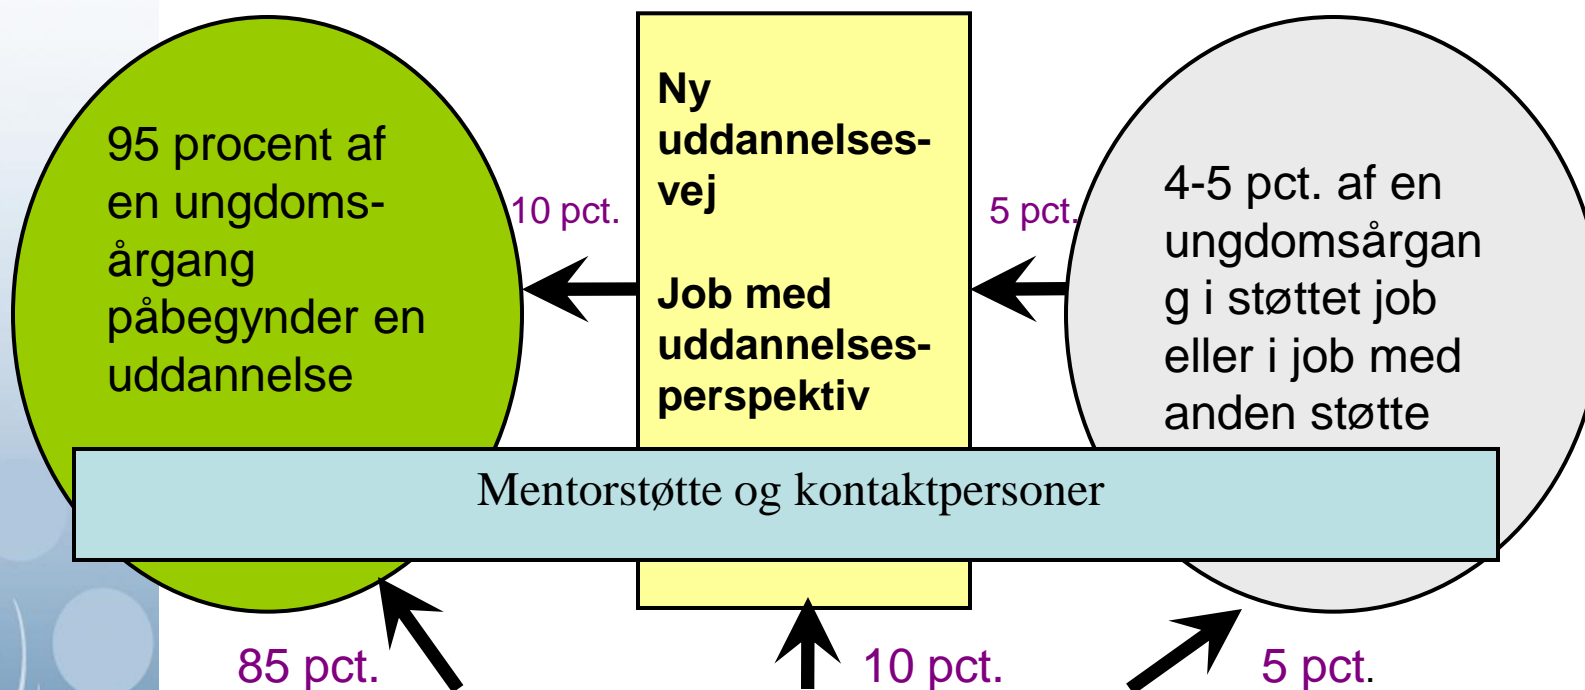 95 procent af
en ungdoms-
årgang
påbegynder en
uddannelse
10 pct.
Ny
uddannelses-
vej
Job med
uddannelses-
perspektiv
5 pct.
4-5 pct. af en
ungdomsårgan
g i støttet job
eller i job med
anden støtte
Mentorstøtte og kontaktpersoner
85 pct.
10 pct.
5 pct.